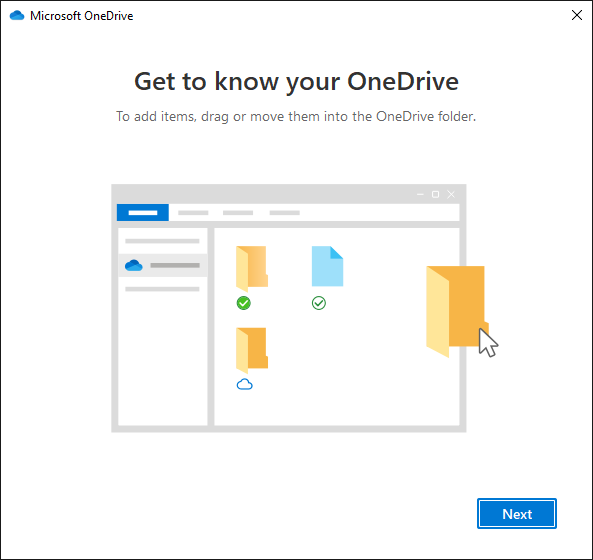 Microsoft OneDrive
Get to know your OneDrive
To add items, drag or move them into the OneDrive folder.
Next